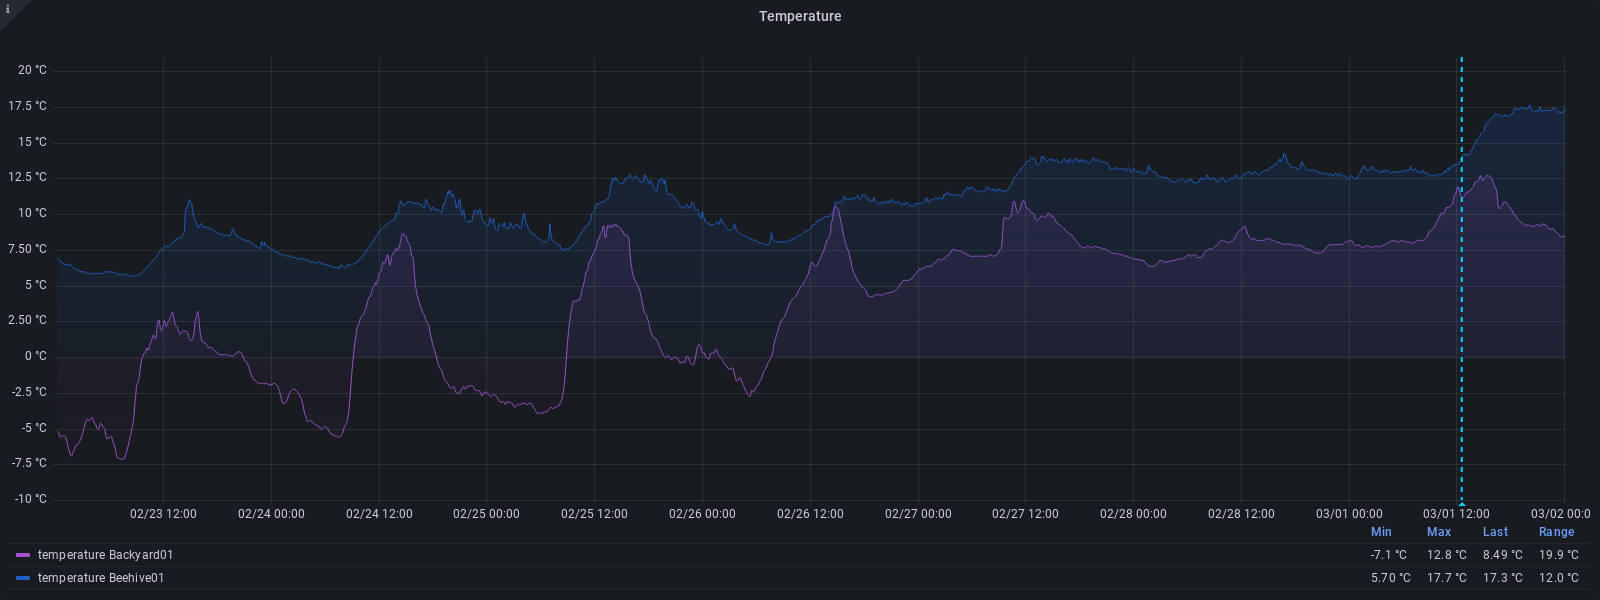 i
Temperature
20 °C
17.5 °C
15 °C
12.5 °C
10 °C
7.50 °C
5 °C
2.50 °C
0 °C
-2.5 °C
-5 °C
-7.5 °C
-10 °C
02/23 12:00 02/24 00:00 02/24 12:00 02/25 00:00 02/25 12:00 02/26 00:00 02/26 12:00 02/27 00:00 02/27 12:00 02/28 00:00 02/28 12:00 03/01 00:00 03/01 12:00 03/02 00:0
Min Max Last Range
temperature Backyard01 -7.1 °C 12.8 °C 8.49 °C 19.9 °C
temperature Beehive01 5.70 °C 17.7 °C 17.3 °C 12.0 °C